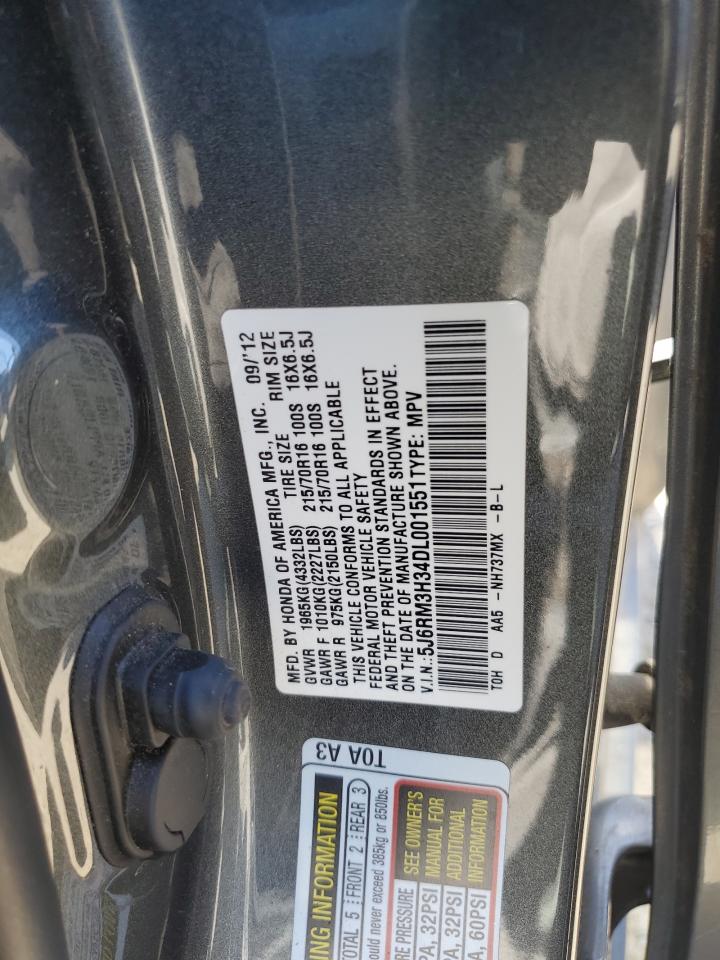 MFD. BY HONDA OF AMERICA MFG., INC. 09/'12
TIRE SIZE RIM SIZE
GVWR 1965KG(4332LBS)
GAWR F 1010KG(2227LBS) 215/70R16 100S 16X6.5J
GAWR R 975KG(2150LBS) 215/70R16 100S 16X6.5J
THIS VEHICLE CONFORMS TO ALL APPLICABLE
FEDERAL MOTOR VEHICLE SAFETY
AND THEFT PREVENTION STANDARDS IN EFFECT
ON THE DATE OF MANUFACTURE SHOWN ABOVE.
V.I.N.:5J6RM3H34DL001551 TYPE: MPV
TOH D AA5 -NH737MX -B-L
T0A A3
ING INFORMATION
TOTAL 5 FRONT 2 REAR 3
ould never exceed 385kg or 850lbs.
RE PRESSURE
PA, 32PSI
A, 32PSI
A, 60PSI
SEE OWNER'S
MANUAL FOR
ADDITIONAL
INFORMATION